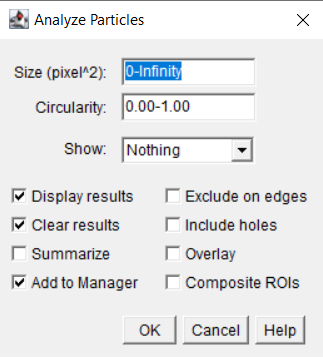 Analyze Particles
Size (pixel^2): 0-Infinity
Circularity: 0.00-1.00
Show: Nothing
Display results Exclude on edges
Clear results Include holes
Summarize Overlay
Add to Manager Composite ROIs
OK Cancel Help